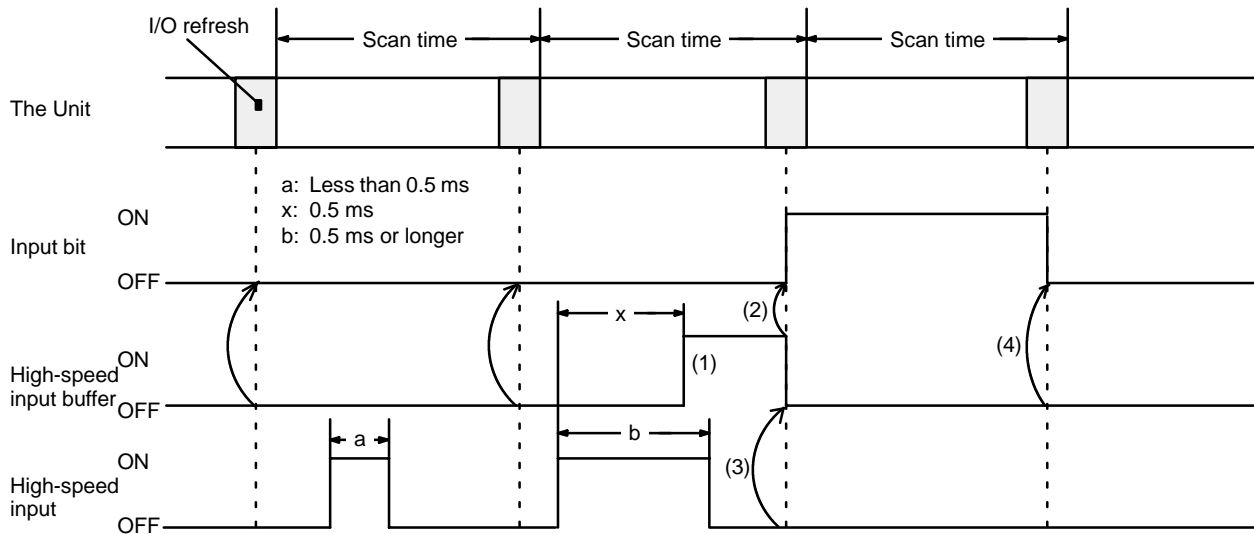 I/O refresh
Scan time
Scan time
Scan time
The Unit
a: Less than 0.5 ms
x: 0.5 ms
b: 0.5 ms or longer
ON
Input bit
OFF
x
(2)
ON
(1)
(4)
High-speed
input buffer
OFF
a
b
ON
(3)
High-speed
input
OFF